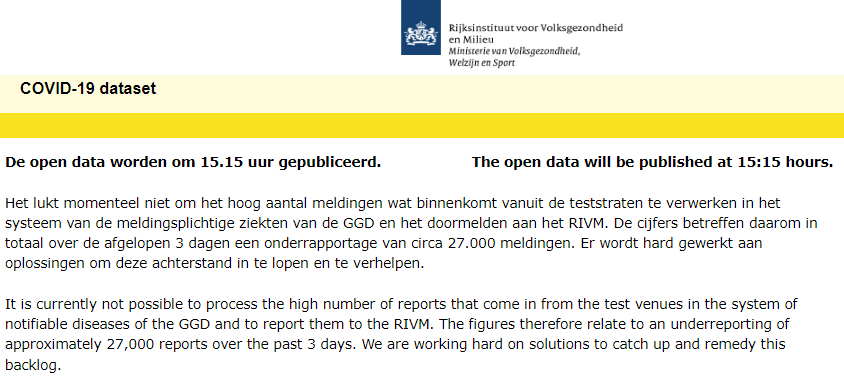 Rijksinstituut voor Volksgezondheid
en Milieu
Ministerie van Volksgezondheid,
Welzijn en Sport
COVID-19 dataset
De open data worden om 15.15 uur gepubliceerd. The open data will be published at 15:15 hours.
Het lukt momenteel niet om het hoog aantal meldingen wat binnenkomt vanuit de teststraten te verwerken in het
systeem van de meldingsplichtige ziekten van de GGD en het doormelden aan het RIVM. De cijfers betreffen daarom in
totaal over de afgelopen 3 dagen een onderrapportage van circa 27.000 meldingen. Er wordt hard gewerkt aan
oplossingen om deze achterstand in te lopen en te verhelpen.
It is currently not possible to process the high number of reports that come in from the test venues in the system of
notifiable diseases of the GGD and to report them to the RIVM. The figures therefore relate to an underreporting of
approximately 27,000 reports over the past 3 days. We are working hard on solutions to catch up and remedy this
backlog.